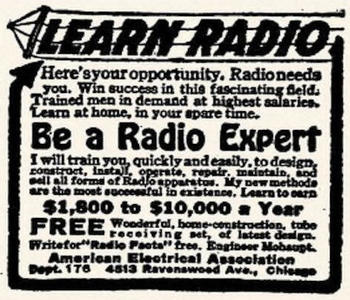 LEARN RADIO
Here's your opportunity. Radio needs
you. Win success in this fascinating field.
Trained men in demand at highest salaries.
Learn at home, in your spare time.
Be a Radio Expert
I will train you, quickly and easily, to design,
construct, install, operate, repair, maintain, and
sell all forms of Radio apparatus. My new methods
are the most successful in existence. Learn to earn
$1,800 to $10,000 a Year
FREE Wonderful, home-construction, tube
receiving set, of latest design.
Write for "Radio Facts" free. Engineer Mohaupt.
American Electrical Association
Dept. 176 4513 Ravenswood Ave., Chicago